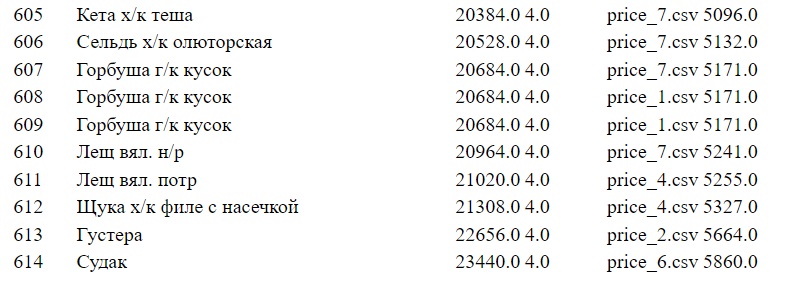 605 Кета х/к теша 20384.0 4.0 price_7.csv 5096.0
606 Сельдь х/к олюторская 20528.0 4.0 price_7.csv 5132.0
607 Горбуша г/к кусок 20684.0 4.0 price_7.csv 5171.0
608 Горбуша г/к кусок 20684.0 4.0 price_1.csv 5171.0
609 Горбуша г/к кусок 20684.0 4.0 price_1.csv 5171.0
610 Лещ вял. н/р 20964.0 4.0 price_7.csv 5241.0
611 Лещ вял. потр 21020.0 4.0 price_4.csv 5255.0
612 Щука х/к филе с насечкой 21308.0 4.0 price_4.csv 5327.0
613 Густера 22656.0 4.0 price_2.csv 5664.0
614 Судак 23440.0 4.0 price_6.csv 5860.0